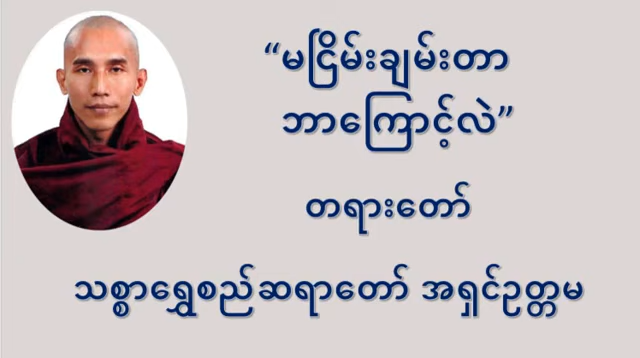 “မငြိမ်းချမ်းတာ
ဘာကြောင့်လဲ”
တရားတော်
သစ္စာရွှေစည်ဆရာတော် အရှင်ဥတ္တမ